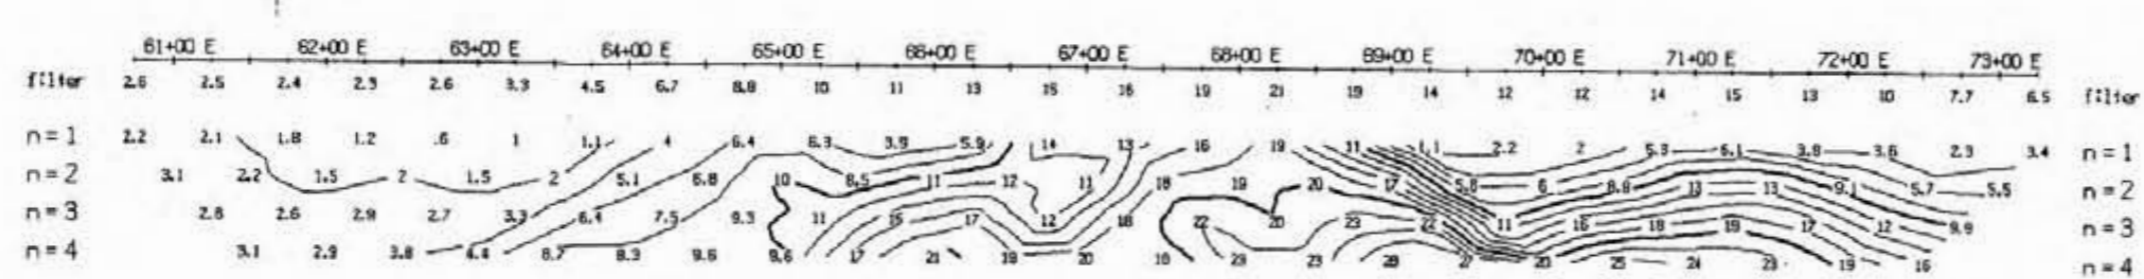 61+00 E 62+00 E 63+00 E 64+00 E 65+00 E 66+00 E 67+00 E 68+00 E 69+00 E 70+00 E 71+00 E 72+00 E 73+00 E
filter 2.6 2.5 2.4 2.3 2.6 3.3 4.5 6.7 8.8 10 11 13 15 16 19 21 19 14 12 12 14 15 13 10 7.7 6.5 filter
n=1 2.2 2.1 1.8 1.2 .6 1 1.1 4 6.4 6.3 3.9 5.9 14 13 16 19 11 1.1 2.2 2 5.3 6.1 3.8 3.6 2.3 3.4 n=1
n=2 3.1 2.2 1.5 2 1.5 2 5.1 6.8 10 8.5 11 12 11 18 19 20 17 5.8 6 8.8 13 13 9.1 5.7 5.5 n=2
n=3 2.8 2.6 2.9 2.7 3.3 6.4 7.5 9.3 11 15 17 12 18 22 20 23 22 11 16 18 19 17 12 9.9 n=3
n=4 3.1 2.9 3.8 4.4 8.7 8.3 9.6 9.6 17 21 19 20 23 28 27 20 25 24 23 19 16 n=4